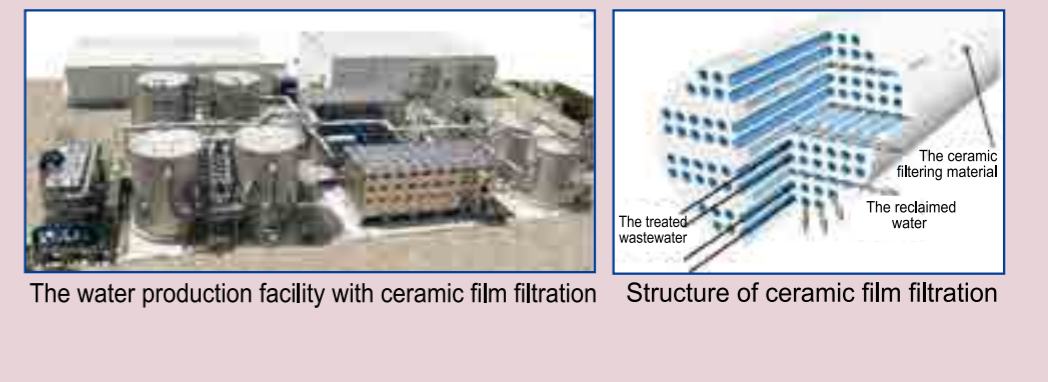 The ceramic
filtering material
The reclaimed
water
The treated
wastewater
The water production facility with ceramic film filtration
Structure of ceramic film filtration